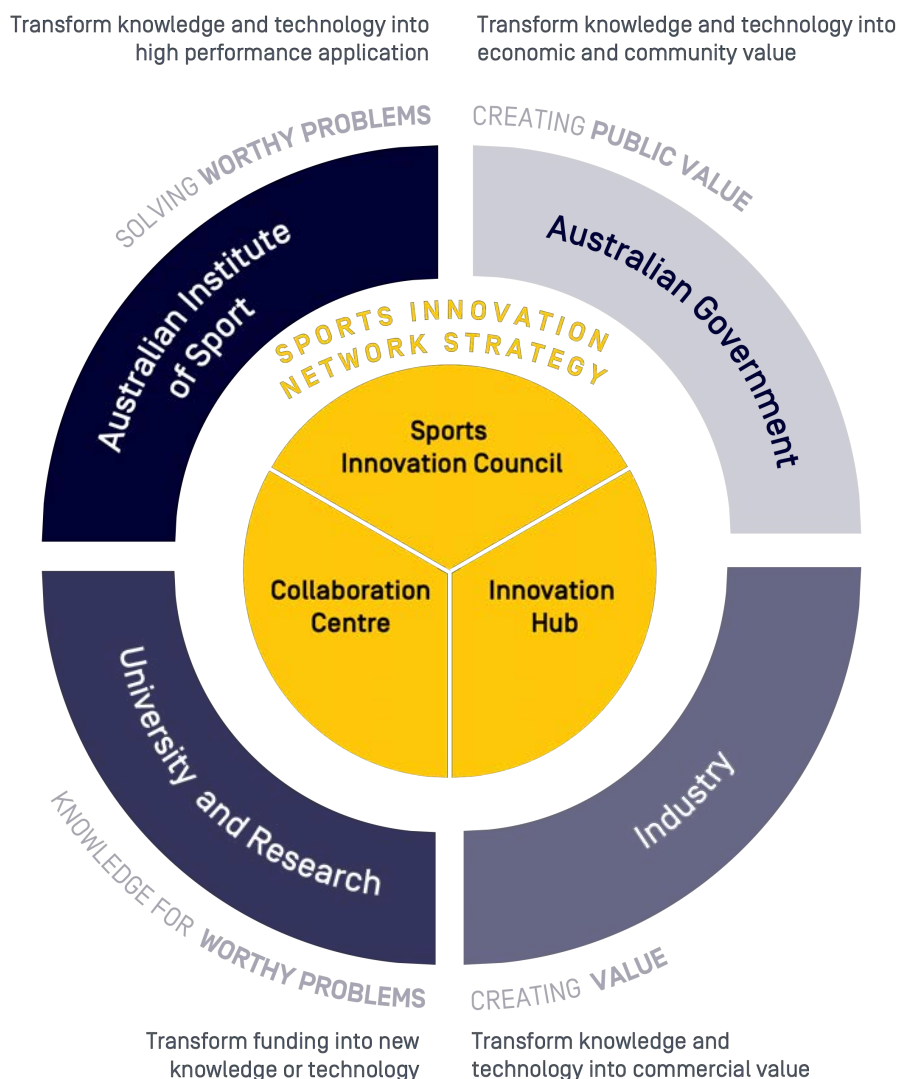 Transform knowledge and technology into
high performance application
Transform knowledge and technology into
economic and community value
SOLVING WORTHY PROBLEMS
CREATING PUBLIC VALUE
Australian Institute
of Sport
Australian Government
SPORTS INNOVATION
NETWORK STRATEGY
Sports
Innovation Council
Collaboration
Centre
Innovation
Hub
University and Research
Industry
KNOWLEDGE FOR WORTHY PROBLEMS
CREATING VALUE
Transform funding into new
knowledge or technology
Transform knowledge and
technology into commercial value